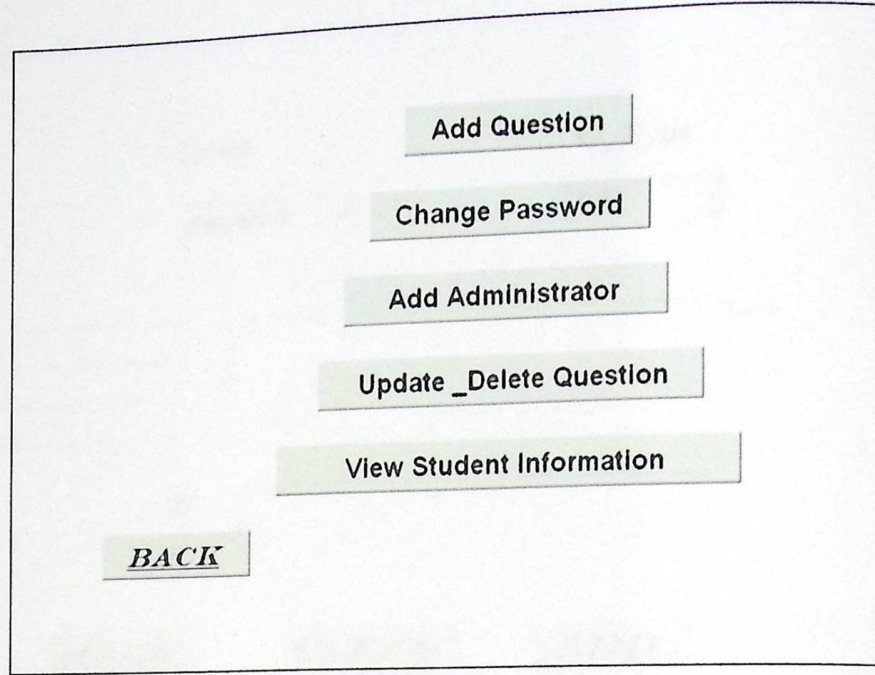 Add Question
Change Password
Add Administrator
Update _Delete Question
View Student Information
BACK